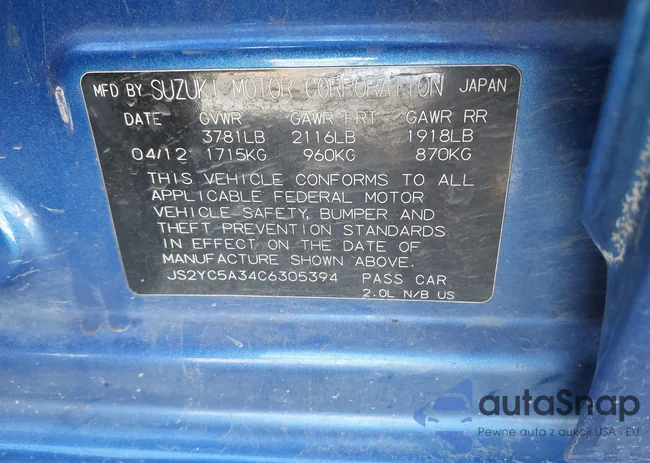 MFD BY SUZUKI MOTOR CORPORATION JAPAN
DATE GVWR GAWR FRT GAWR RR
3781LB 2116LB 1918LB
04/12 1715KG 960KG 870KG
THIS VEHICLE CONFORMS TO ALL
APPLICABLE FEDERAL MOTOR
VEHICLE SAFETY, BUMPER AND
THEFT PREVENTION STANDARDS
IN EFFECT ON THE DATE OF
MANUFACTURE SHOWN ABOVE.
JS2YC5A34C6305394 PASS CAR
2.0L N/B US
autoSnap
Pewne auta z aukcji USA i EU